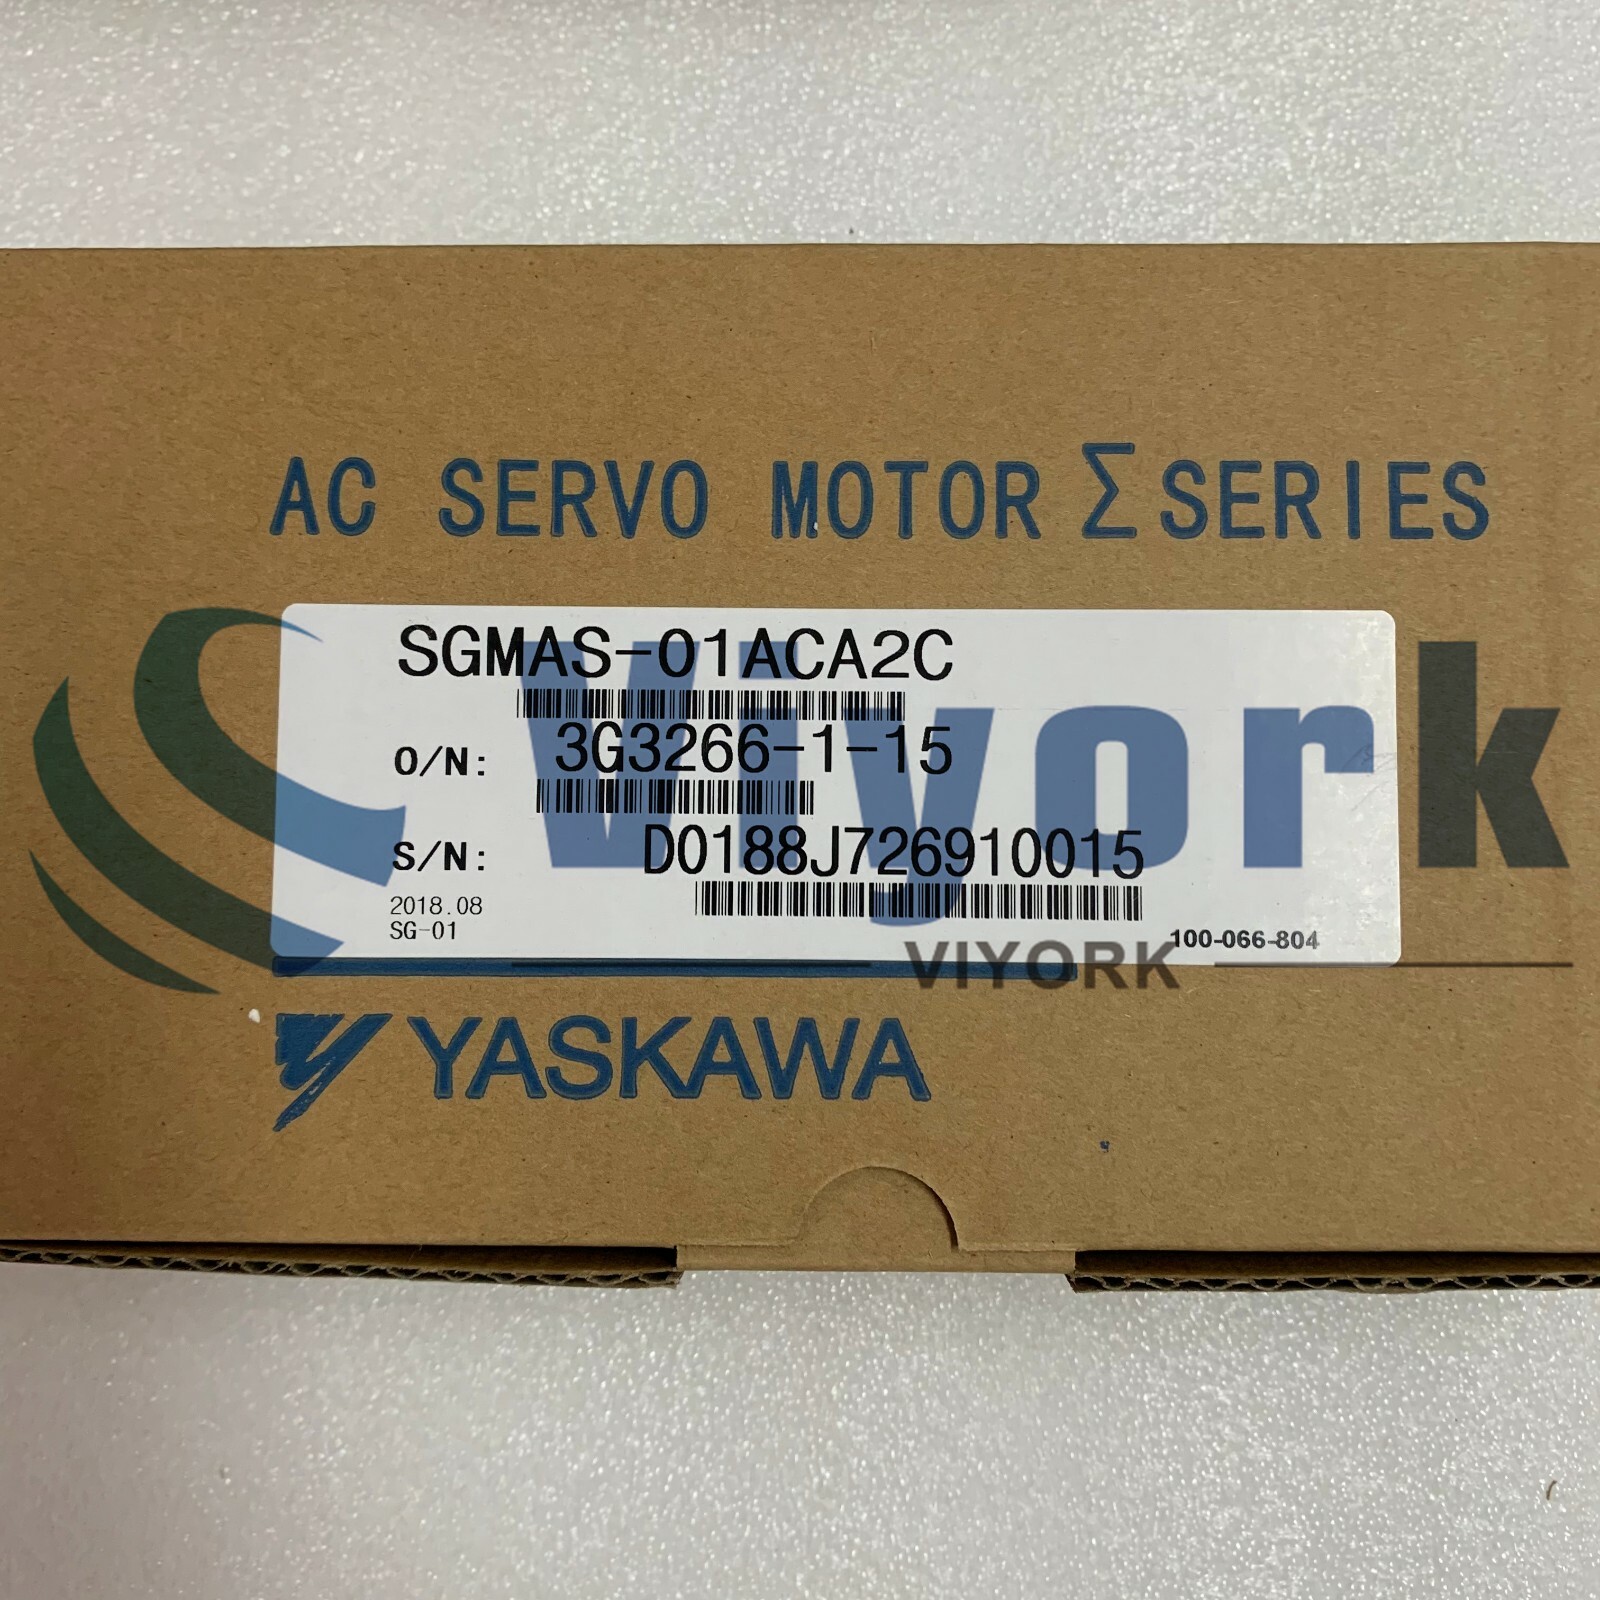 AC SERVO MOTOR Σ SERIES
SGMAS-01ACA2C
O/N: 3G3266-1-15
S/N: D0188J726910015
2018.08
SG-01
100-066-804
Viyork
VIYORK
YASKAWA